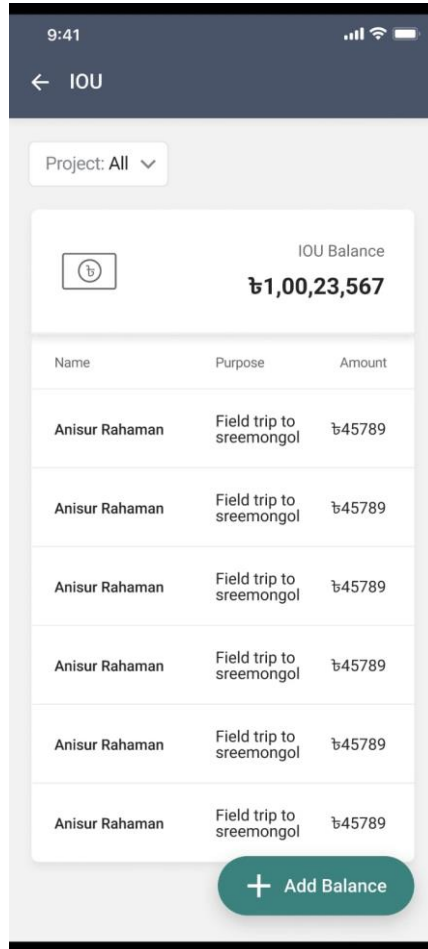 9:41
IOU
Project: All
৳
IOU Balance
৳1,00,23,567
Name Purpose Amount
Anisur Rahaman Field trip to sreemongol ৳45789
Anisur Rahaman Field trip to sreemongol ৳45789
Anisur Rahaman Field trip to sreemongol ৳45789
Anisur Rahaman Field trip to sreemongol ৳45789
Anisur Rahaman Field trip to sreemongol ৳45789
Anisur Rahaman Field trip to sreemongol ৳45789
Add Balance